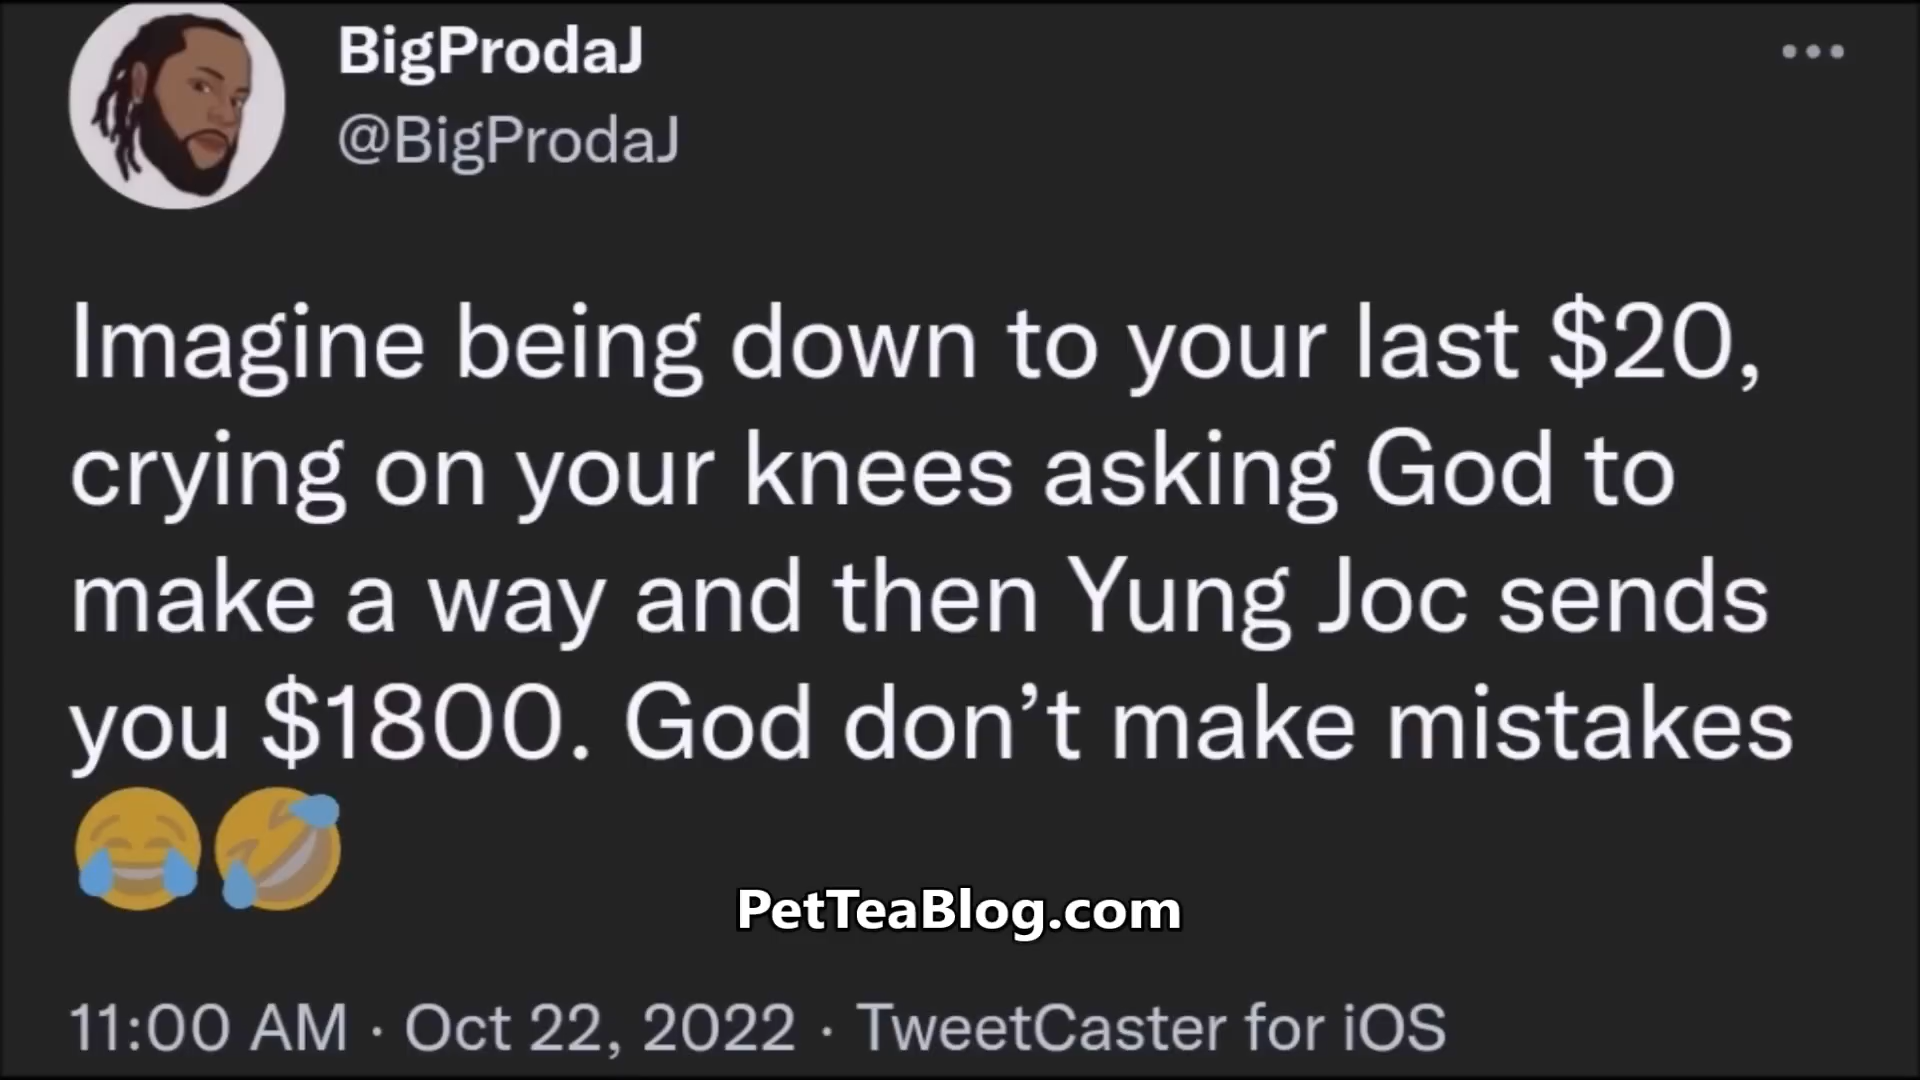 BigProdaJ
@BigProdaJ
Imagine being down to your last $20,
crying on your knees asking God to
make a way and then Yung Joc sends
you $1800. God don’t make mistakes
😂🤣
PetTeaBlog.com
11:00 AM · Oct 22, 2022 · TweetCaster for iOS